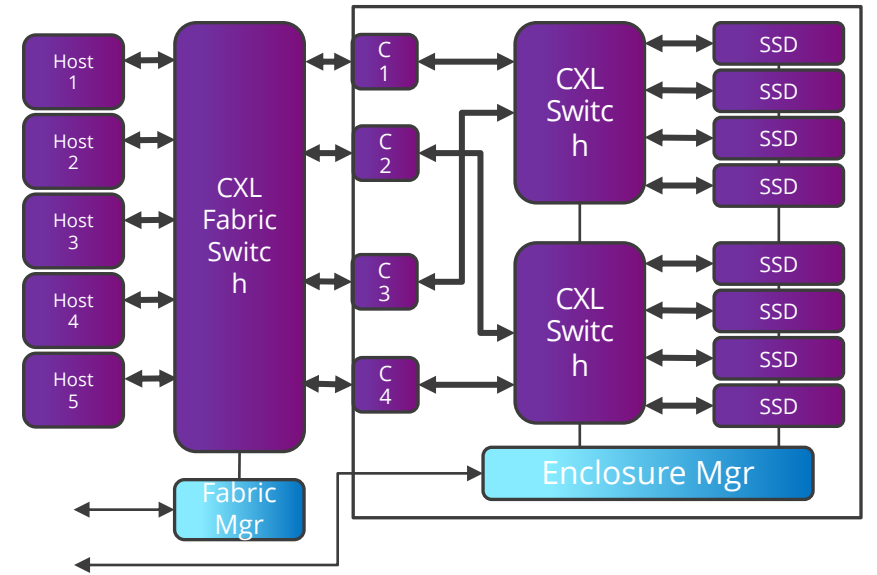 Host
1
Host
2
Host
3
Host
4
Host
5
CXL
Fabric
Switc
h
Fabric
Mgr
C
1
C
2
C
3
C
4
CXL
Switc
h
CXL
Switc
h
SSD
SSD
SSD
SSD
SSD
SSD
SSD
SSD
Enclosure Mgr